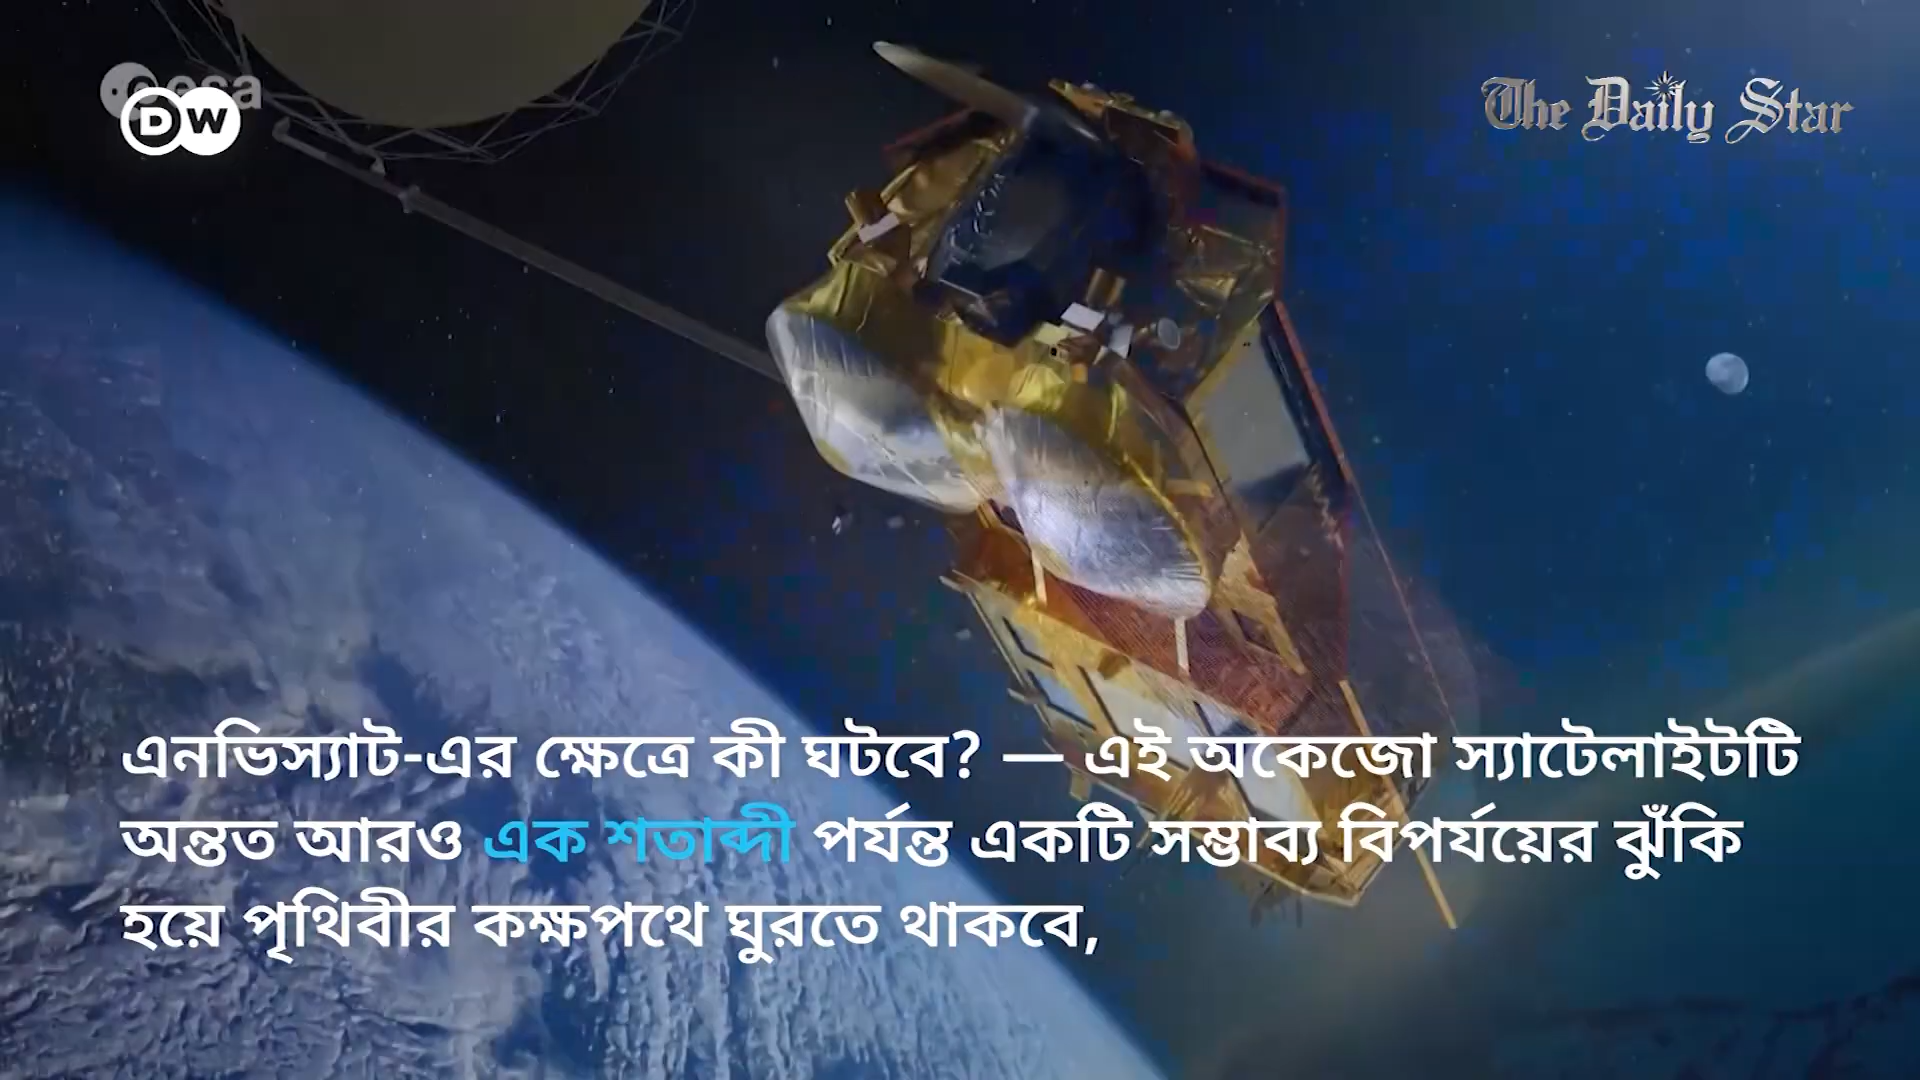 esa
DW
The Daily Star
এনভিস্যাট-এর ক্ষেত্রে কী ঘটবে? — এই অকেজো স্যাটেলাইটটি
অন্তত আরও এক শতাব্দী পর্যন্ত একটি সম্ভাব্য বিপর্যয়ের ঝুঁকি
হয়ে পৃথিবীর কক্ষপথে ঘুরতে থাকবে,